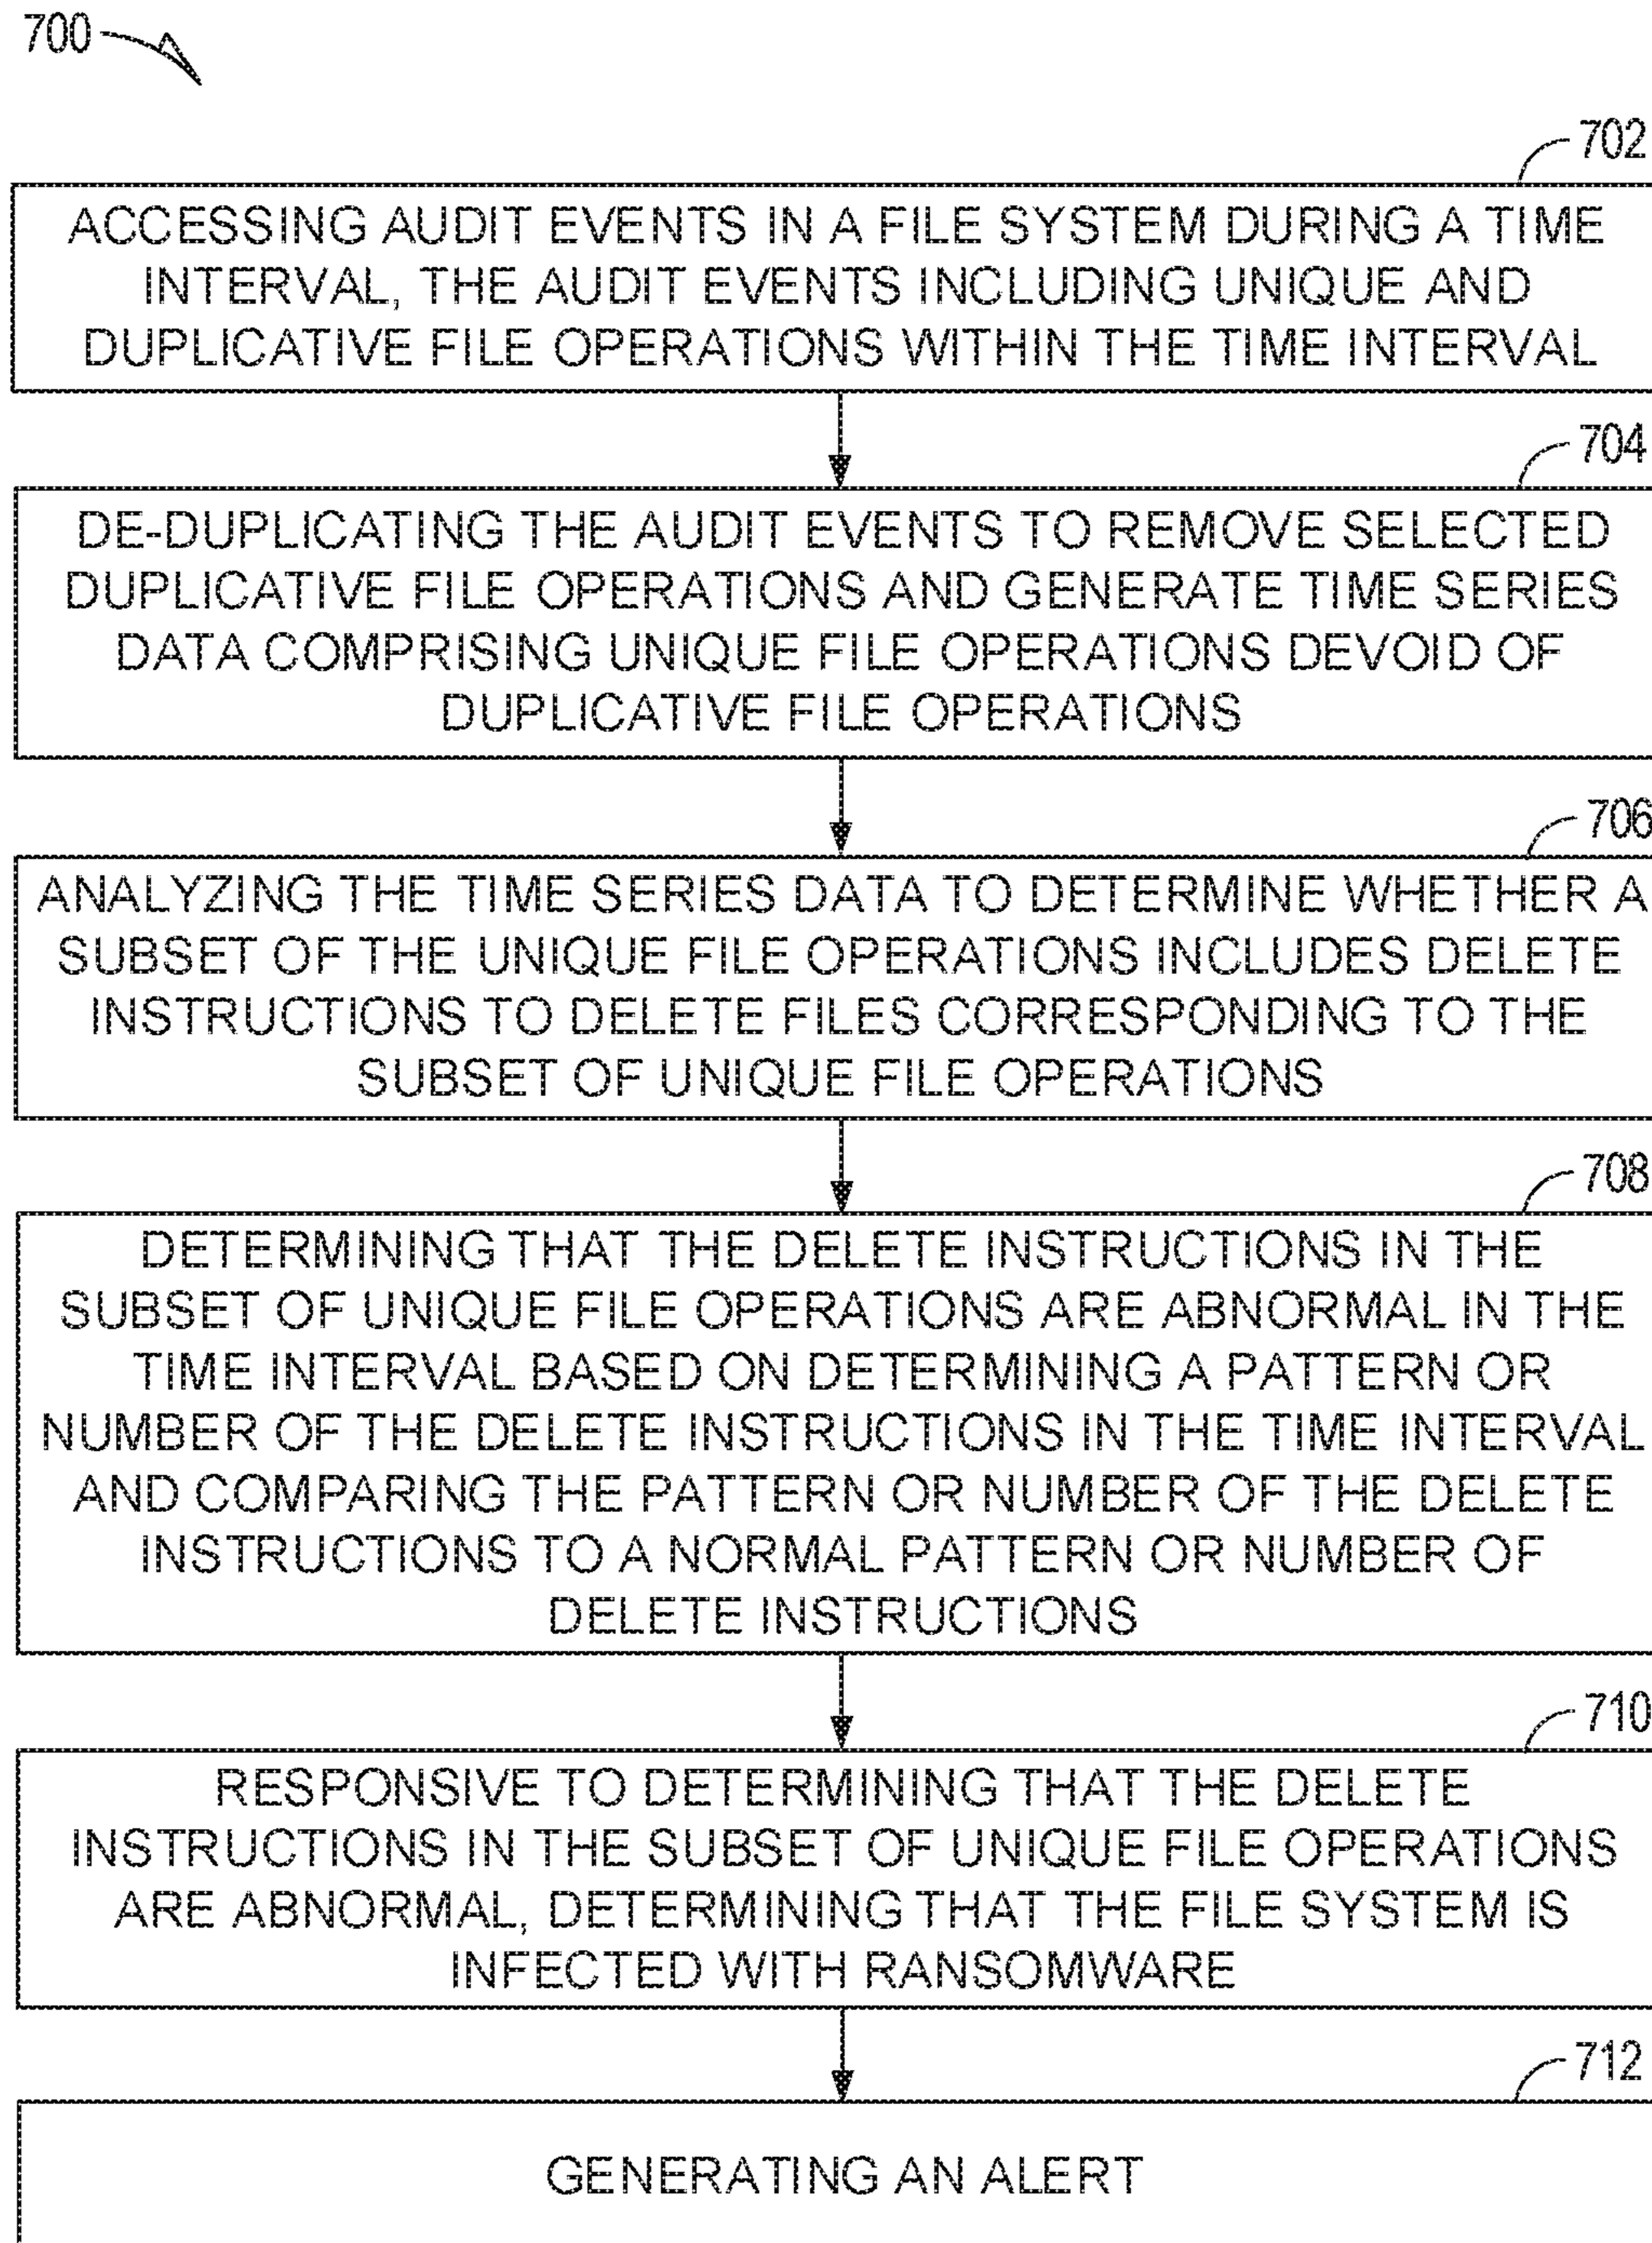 700
702
ACCESSING AUDIT EVENTS IN A FILE SYSTEM DURING A TIME
INTERVAL, THE AUDIT EVENTS INCLUDING UNIQUE AND
DUPLICATIVE FILE OPERATIONS WITHIN THE TIME INTERVAL
704
DE-DUPLICATING THE AUDIT EVENTS TO REMOVE SELECTED
DUPLICATIVE FILE OPERATIONS AND GENERATE TIME SERIES
DATA COMPRISING UNIQUE FILE OPERATIONS DEVOID OF
DUPLICATIVE FILE OPERATIONS
706
ANALYZING THE TIME SERIES DATA TO DETERMINE WHETHER A
SUBSET OF THE UNIQUE FILE OPERATIONS INCLUDES DELETE
INSTRUCTIONS TO DELETE FILES CORRESPONDING TO THE
SUBSET OF UNIQUE FILE OPERATIONS
708
DETERMINING THAT THE DELETE INSTRUCTIONS IN THE
SUBSET OF UNIQUE FILE OPERATIONS ARE ABNORMAL IN THE
TIME INTERVAL BASED ON DETERMINING A PATTERN OR
NUMBER OF THE DELETE INSTRUCTIONS IN THE TIME INTERVAL
AND COMPARING THE PATTERN OR NUMBER OF THE DELETE
INSTRUCTIONS TO A NORMAL PATTERN OR NUMBER OF
DELETE INSTRUCTIONS
710
RESPONSIVE TO DETERMINING THAT THE DELETE
INSTRUCTIONS IN THE SUBSET OF UNIQUE FILE OPERATIONS
ARE ABNORMAL, DETERMINING THAT THE FILE SYSTEM IS
INFECTED WITH RANSOMWARE
712
GENERATING AN ALERT